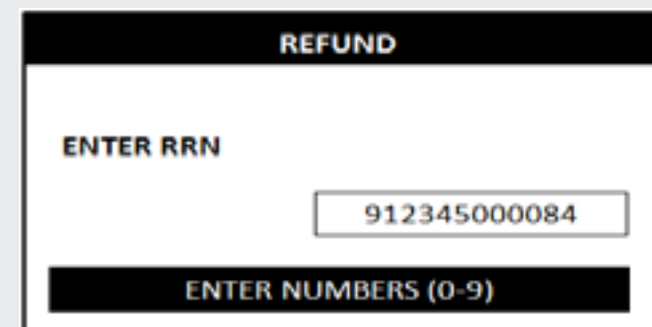 REFUND
ENTER RRN
912345000084
ENTER NUMBERS (0-9)